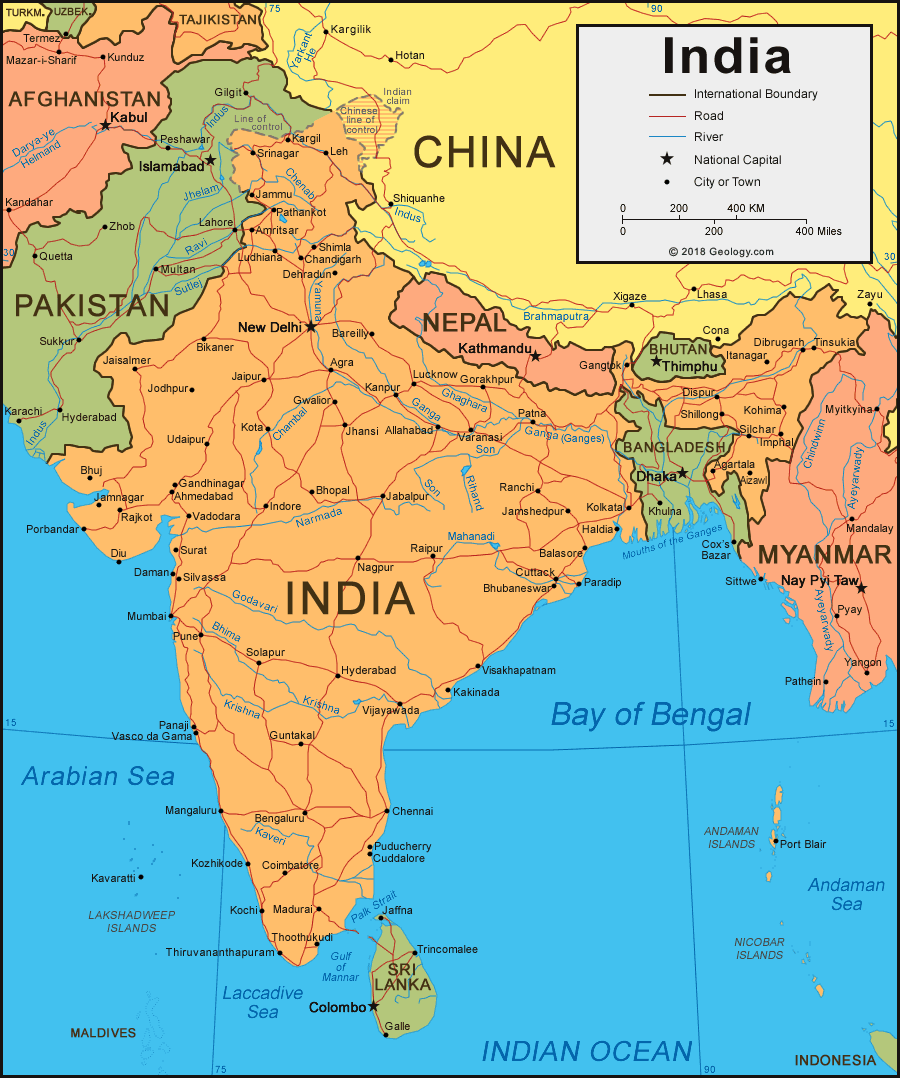 TURKM.
UZBEK.
TAJIKISTAN
75
90
Termez
Mazar-i-Sharif
Kunduz
Kargilik
Yarkant He
Hotan
AFGHANISTAN
Kabul
Gilgit
Indus
Indian
claim
Chinese
line of
control
Line of
control
Darya-ye
Helmand
Peshawar
Islamabad
Kargil
Srinagar
Leh
CHINA
India
International Boundary
Road
River
National Capital
City or Town
0
200
400 KM
0
200
400 Miles
© 2018 Geology.com
Kandahar
Zhob
Jhelam
Chenab
Jammu
Pathankot
Shiquanhe
Indus
Lahore
Amritsar
Ravi
30
30
Quetta
Multan
Sutlej
Ludhiana
Shimla
Chandigarh
Dehradun
Yamuna
PAKISTAN
Xigaze
Lhasa
Zayu
Brahmaputra
New Delhi
Bareilly
NEPAL
Kathmandu
Cona
Sukkur
Bikaner
Jaisalmer
BHUTAN
Thimphu
Itanagar
Dibrugarh
Tinsukia
Gangtok
Jodhpur
Jaipur
Agra
Lucknow
Gorakhpur
Kanpur
Ghaghara
Dispur
Karachi
Hyderabad
Indus
Gwalior
Ganga
Patna
Shillong
Kohima
Myitkyina
Udaipur
Kota
Chambal
Jhansi
Allahabad
Varanasi
Ganga (Ganges)
Silchar
Imphal
Son
BANGLADESH
Chindwinn
Ayeyarwady
Bhuj
Gandhinagar
Ahmedabad
Bhopal
Jabalpur
Son
Rihand
Ranchi
Dhaka
Agartala
Aizawl
Jamnagar
Rajkot
Vadodara
Indore
Narmada
Jamshedpur
Kolkata
Khulna
Porbandar
Haldia
Mouths of the Ganges
Mandalay
Diu
Surat
Mahanadi
Raipur
Balasore
Cox's
Bazar
MYANMAR
Daman
Silvassa
Nagpur
Cuttack
Bhubaneswar
Paradip
Sittwe
Nay Pyi Taw
INDIA
Godavari
Mumbai
Ayeyarwady
Pyay
Pune
Bhima
Solapur
Hyderabad
Visakhapatnam
Yangon
Pathein
Krishna
Krishna
Vijayawada
Kakinada
15
15
Panaji
Vasco da Gama
Guntakal
Bay of Bengal
Arabian Sea
Mangaluru
Bengaluru
Chennai
Kaveri
ANDAMAN
ISLANDS
Port Blair
Puducherry
Cuddalore
Kozhikode
Coimbatore
Kavaratti
Andaman
Sea
LAKSHADWEEP
ISLANDS
Kochi
Madurai
Palk Strait
Jaffna
Thoothukudi
Thiruvananthapuram
Gulf
of
Mannar
Trincomalee
NICOBAR
ISLANDS
SRI
LANKA
Laccadive
Sea
Colombo
Galle
MALDIVES
INDIAN OCEAN
INDONESIA
75
90